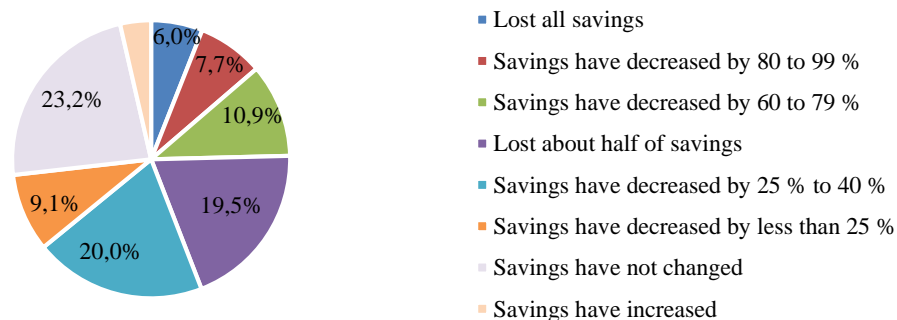 6,0%
7,7%
10,9%
19,5%
20,0%
9,1%
23,2%
Lost all savings
Savings have decreased by 80 to 99 %
Savings have decreased by 60 to 79 %
Lost about half of savings
Savings have decreased by 25 % to 40 %
Savings have decreased by less than 25 %
Savings have not changed
Savings have increased